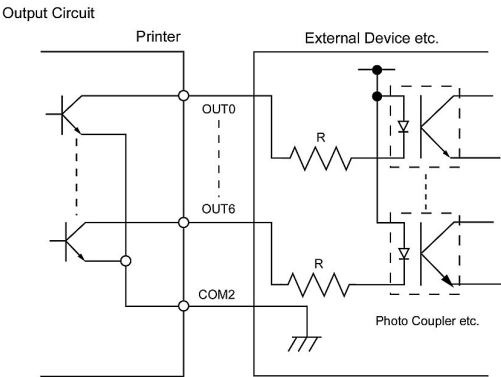 Output Circuit
Printer
External Device etc.
OUT0
R
OUT6
R
COM2
Photo Coupler etc.